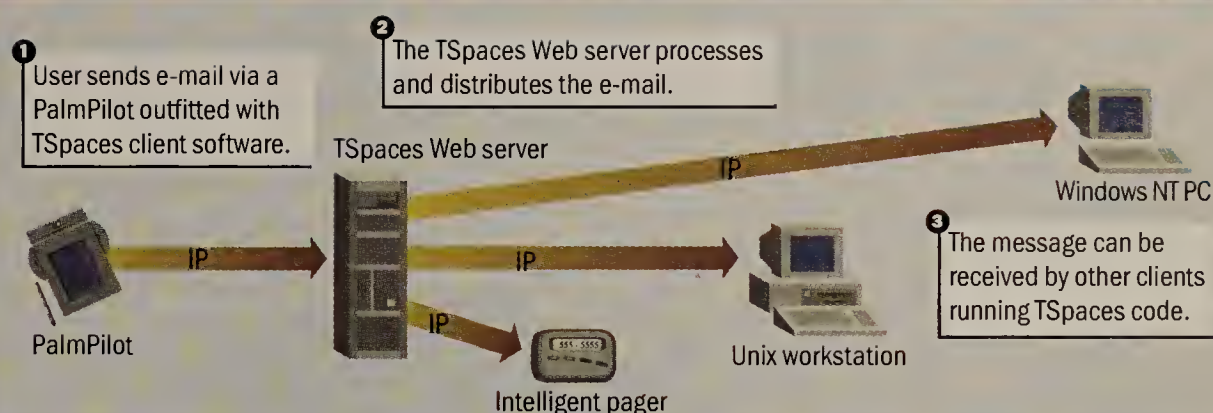 1
User sends e-mail via a
PalmPilot outfitted with
TSpaces client software.
2
The TSpaces Web server processes
and distributes the e-mail.
TSpaces Web server
IP
IP
IP
IP
PalmPilot
555-5555
Intelligent pager
Unix workstation
Windows NT PC
3
The message can be
received by other clients
running TSpaces code.